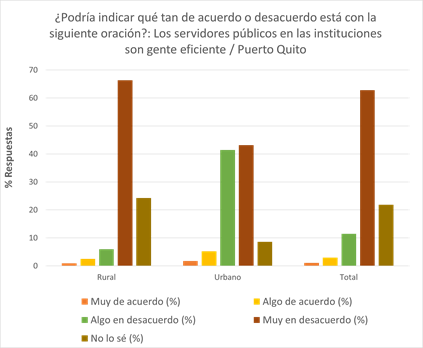 ¿Podría indicar qué tan de acuerdo o desacuerdo está con la
siguiente oración?: Los servidores públicos en las instituciones
son gente eficiente / Puerto Quito
% Respuestas
70
60
50
40
30
20
10
0
Rural
Urbano
Total
Muy de acuerdo (%)
Algo de acuerdo (%)
Algo en desacuerdo (%)
Muy en desacuerdo (%)
No lo sé (%)